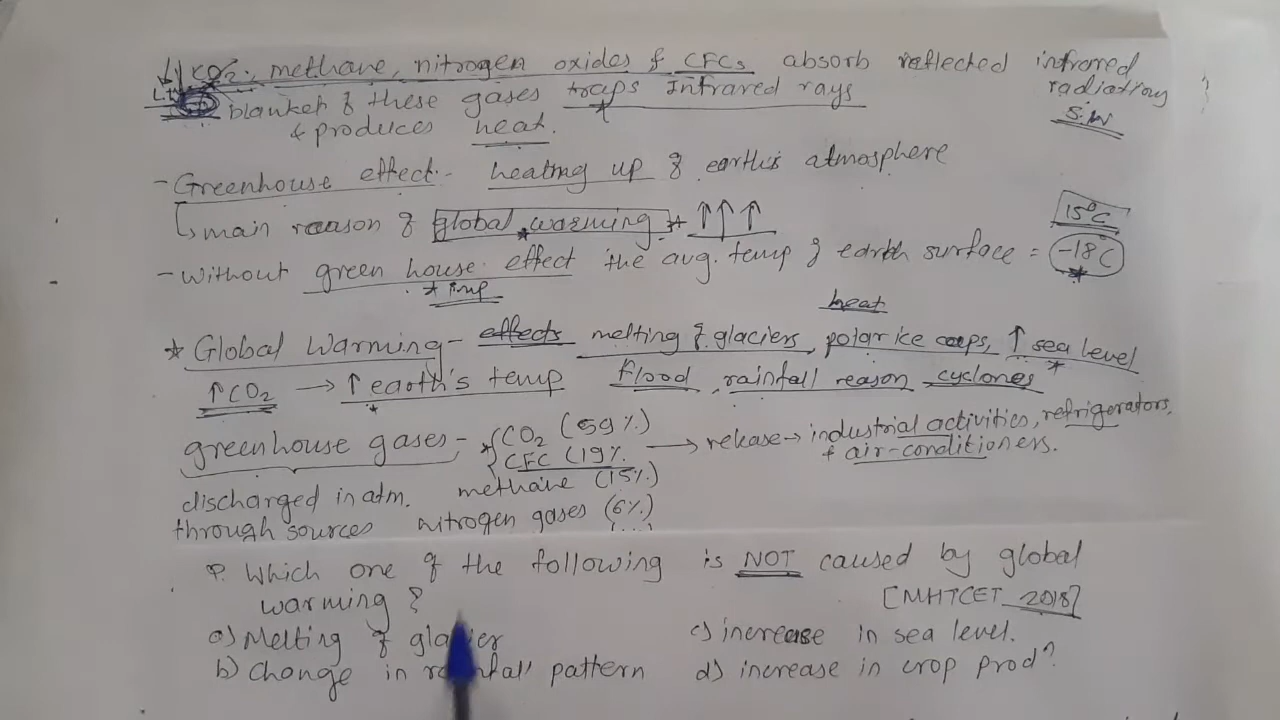 CO2, methane, nitrogen oxides & CFCs absorb reflected infrared radiation
S.W
blanket of these gases traps Infrared rays
& produces heat.
- Greenhouse effect - heating up of earth's atmosphere
main reason of global warming * ↑↑↑
15°C
- without green house effect the avg. temp of earth surface = -18°C
* imp
heat
* Global Warming - effects melting of glaciers, polar ice caps, ↑ sea level
↑CO2 → ↑ earth's temp flood, rainfall reason cyclones
greenhouse gases - * CO2 (59%)
CFC (19% → release → industrial activities, refrigerators,
& air-conditioners.
discharged in atm. methane (15%)
through sources nitrogen gases (6%)
Q. Which one of the following is NOT caused by global
warming? [MHTCET 2018]
a) Melting of glacier c) increase in sea level.
b) Change in pattern d) increase in crop prodn